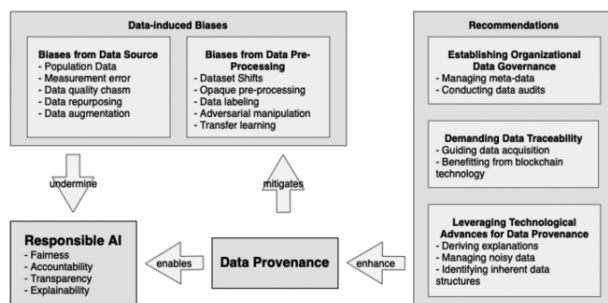 Data-induced Biases
Biases from Data Source
- Population Data
- Measurement error
- Data quality chasm
- Data repurposing
- Data augmentation
Biases from Data Pre-
Processing
- Dataset Shifts
- Opaque pre-processing
- Data labeling
- Adversarial manipulation
- Transfer learning
undermine
mitigates
Responsible AI
- Fairness
- Accountability
- Transparency
- Explainability
enables
Data Provenance
enhance
Recommendations
Establishing Organizational
Data Governance
- Managing meta-data
- Conducting data audits
Demanding Data Traceability
- Guiding data acquisition
- Benefitting from blockchain
technology
Leveraging Technological
Advances for Data Provenance
- Deriving explanations
- Managing noisy data
- Identifying inherent data
structures